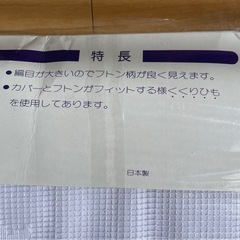 特長
●編目が大きいのでフトン柄が良く見えます。
●カバーとフトンがフィットする様くくりひも
を使用してあります。
日本製